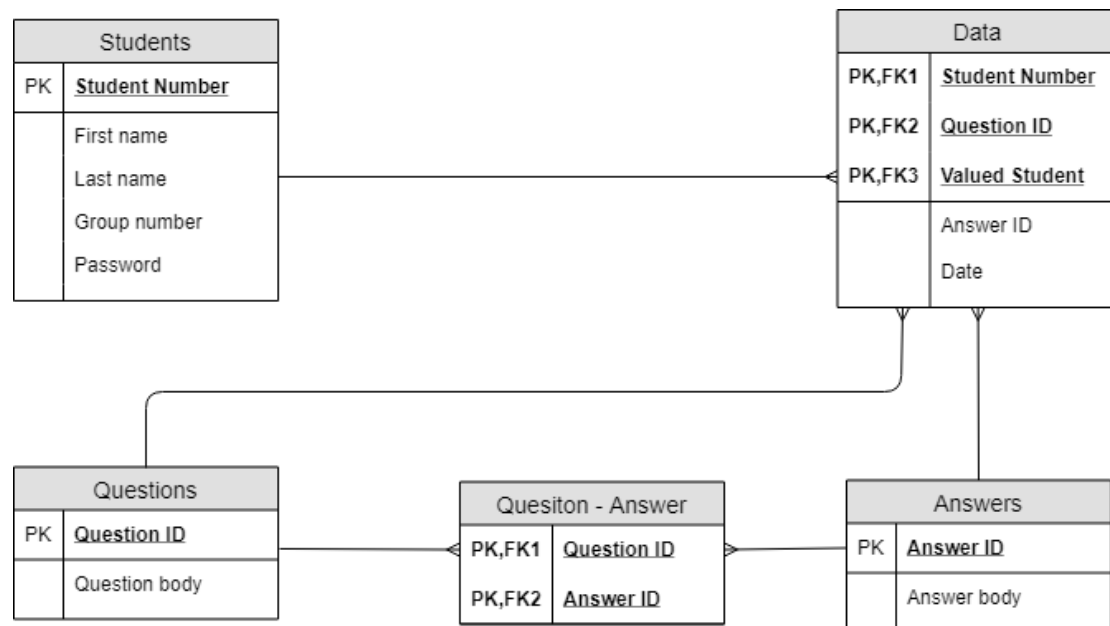 Students
PK Student Number
First name
Last name
Group number
Password
Data
PK,FK1 Student Number
PK,FK2 Question ID
PK,FK3 Valued Student
Answer ID
Date
Questions
PK Question ID
Question body
Quesiton - Answer
PK,FK1 Question ID
PK,FK2 Answer ID
Answers
PK Answer ID
Answer body